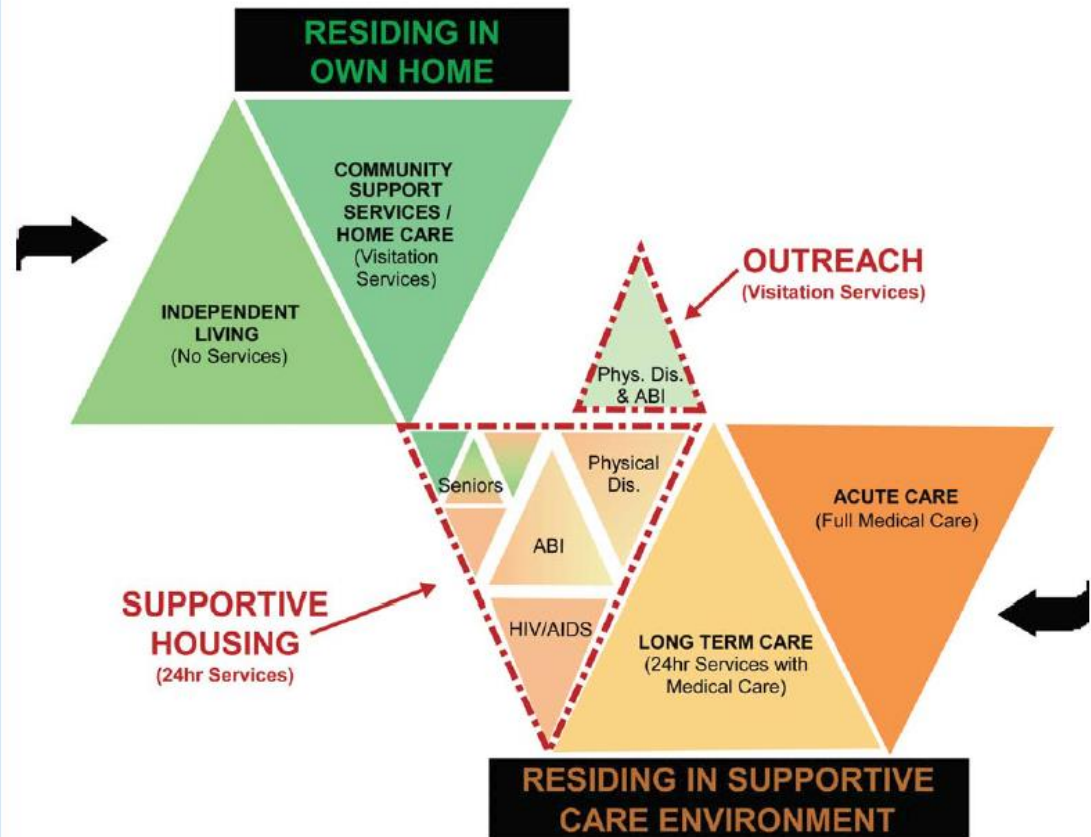 RESIDING IN
OWN HOME
COMMUNITY
SUPPORT
SERVICES /
HOME CARE
(Visitation
Services)
INDEPENDENT
LIVING
(No Services)
OUTREACH
(Visitation Services)
Phys. Dis.
& ABI
Seniors
Physical
Dis.
ABI
HIV/AIDS
ACUTE CARE
(Full Medical Care)
SUPPORTIVE
HOUSING
(24hr Services)
LONG TERM CARE
(24hr Services with
Medical Care)
RESIDING IN SUPPORTIVE
CARE ENVIRONMENT